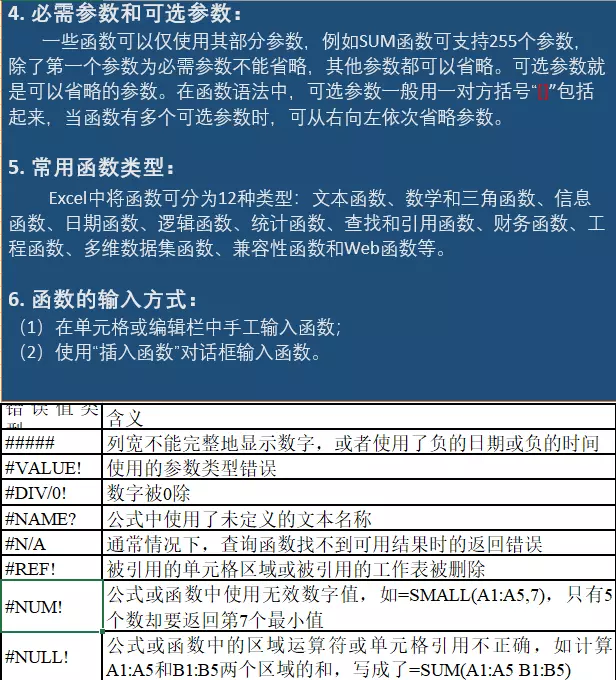 4. 必需参数和可选参数：
一些函数可以仅使用其部分参数，例如SUM函数可支持255个参数，
除了第一个参数为必需参数不能省略，其他参数都可以省略。可选参数就
是可以省略的参数。在函数语法中，可选参数一般用一对方括号“[]”包括
起来，当函数有多个可选参数时，可从右向左依次省略参数。
5. 常用函数类型：
Excel中将函数可分为12种类型：文本函数、数学和三角函数、信息
函数、日期函数、逻辑函数、统计函数、查找和引用函数、财务函数、工
程函数、多维数据集函数、兼容性函数和Web函数等。
6. 函数的输入方式：
（1）在单元格或编辑栏中手工输入函数；
（2）使用“插入函数”对话框输入函数。
错误值类型 含义
##### 列宽不能完整地显示数字，或者使用了负的日期或负的时间
#VALUE! 使用的参数类型错误
#DIV/0! 数字被0除
#NAME? 公式中使用了未定义的文本名称
#N/A 通常情况下，查询函数找不到可用结果时的返回错误
#REF! 被引用的单元格区域或被引用的工作表被删除
#NUM! 公式或函数中使用无效数字值，如=SMALL(A1:A5,7)，只有5
个数却要返回第7个最小值
#NULL! 公式或函数中的区域运算符或单元格引用不正确，如计算
A1:A5和B1:B5两个区域的和，写成了=SUM(A1:A5 B1:B5)